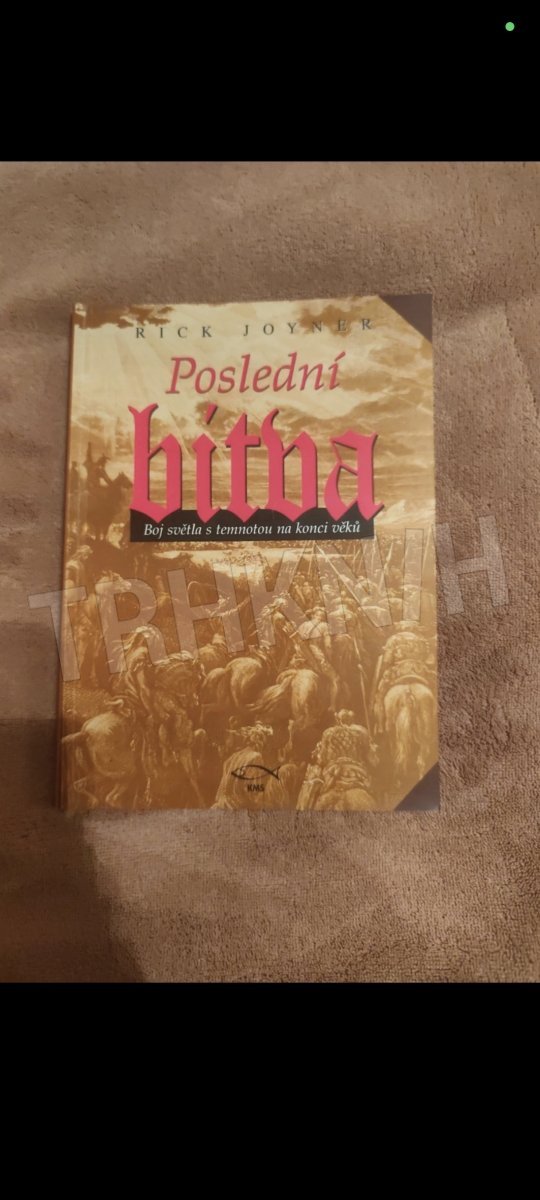 RICK JOYNER
Poslední
bitva
Boj světla s temnotou na konci věků
TRHKNIH
KMS